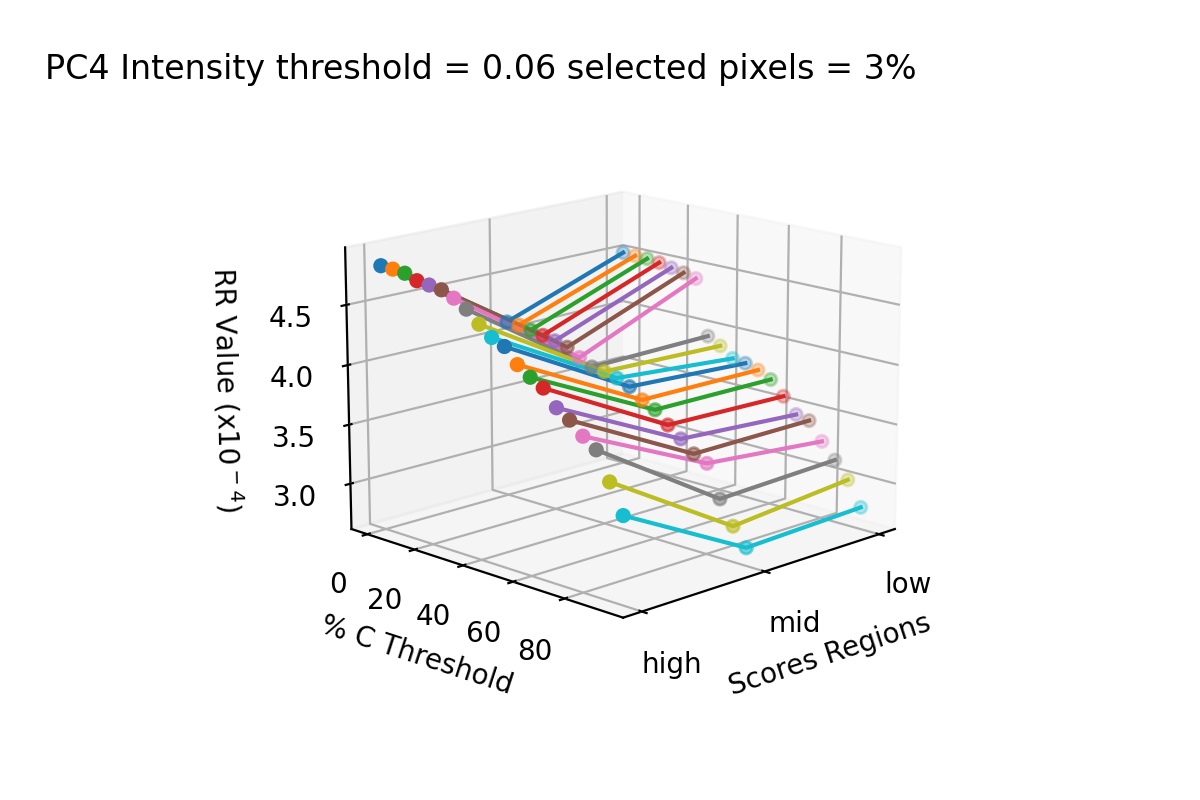 PC4 Intensity threshold = 0.06 selected pixels = 3%
RR Value (x10⁻⁴)
4.5
4.0
3.5
3.0
0
20
40
60
80
% C Threshold
high
mid
low
Scores Regions